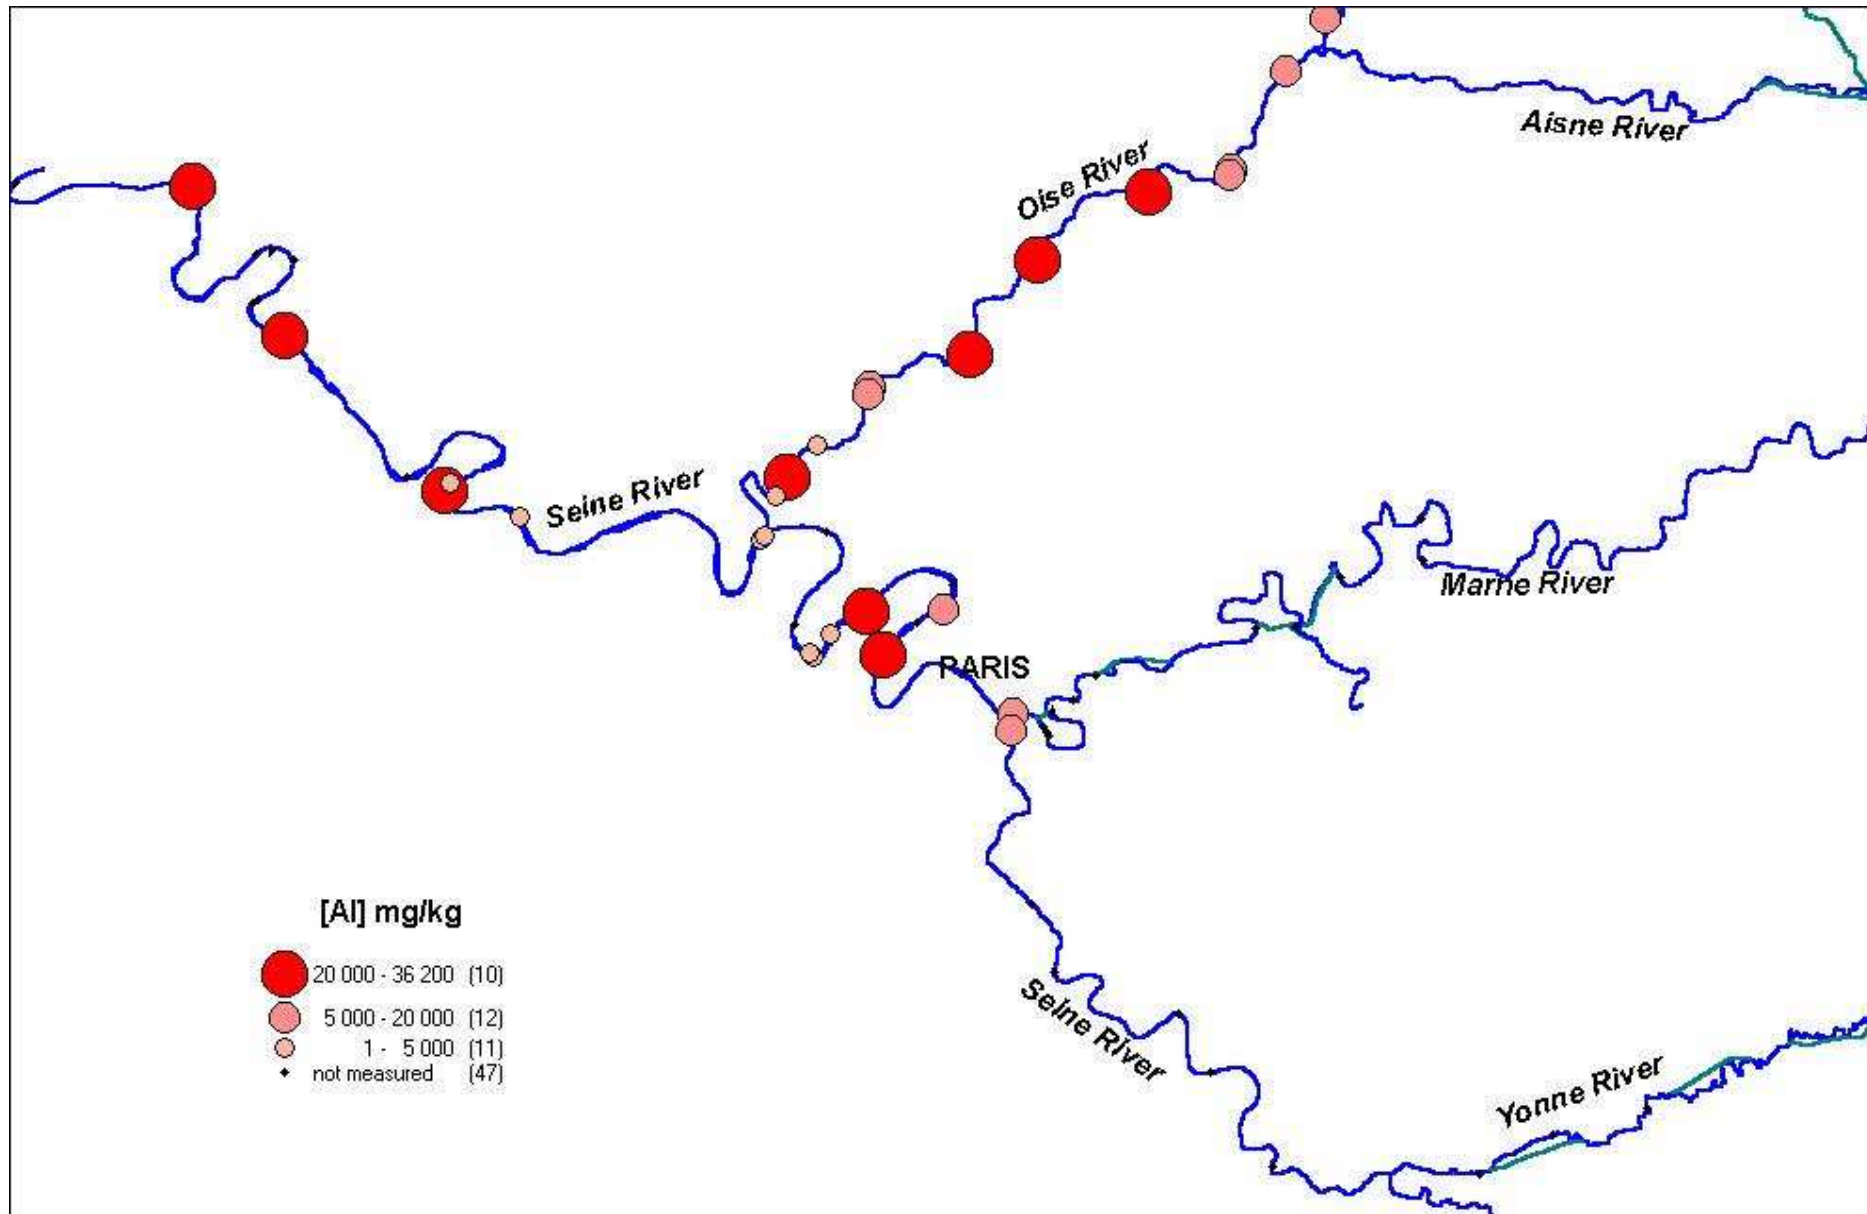 Aisne River
Oise River
Seine River
Marne River
PARIS
[Al] mg/kg
20 000 - 36 200 (10)
5 000 - 20 000 (12)
1 - 5 000 (11)
not measured (47)
Seine River
Yonne River